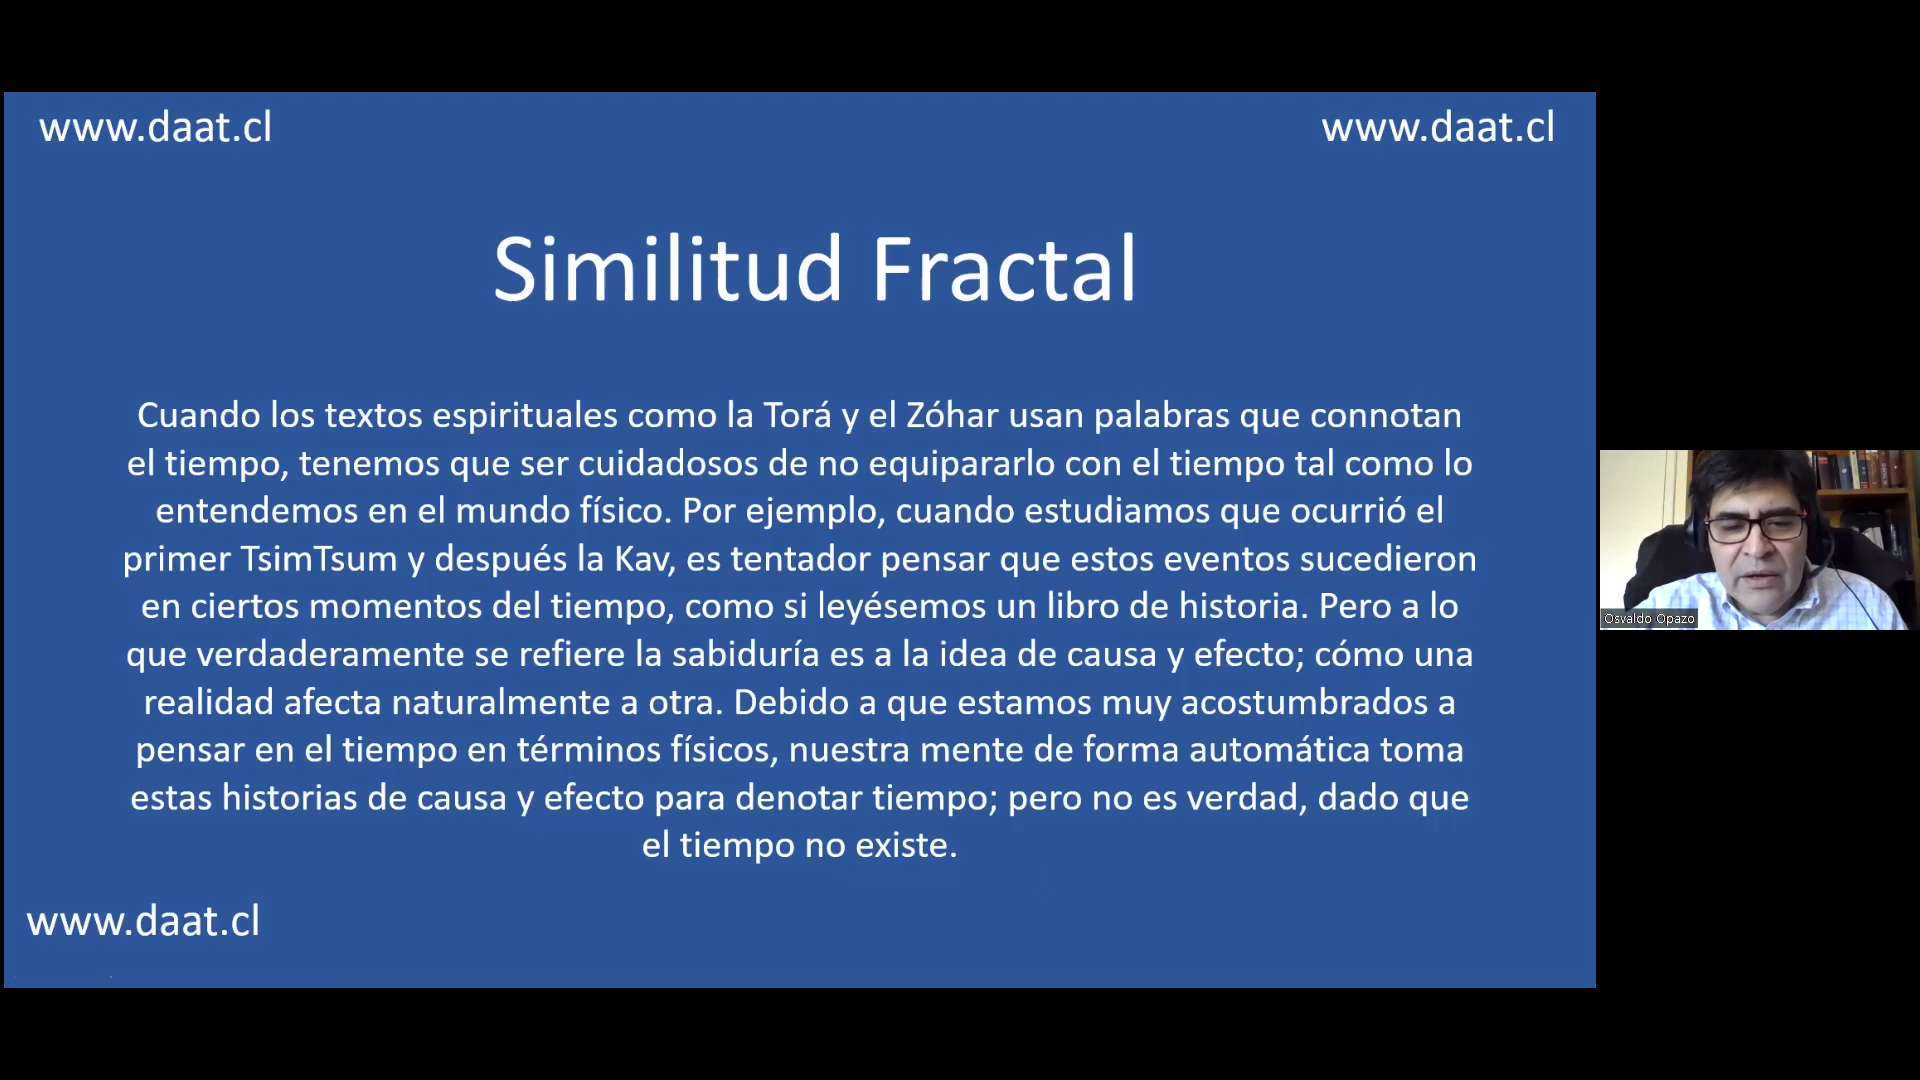 www.daat.cl
www.daat.cl
Similitud Fractal
Cuando los textos espirituales como la Torá y el Zóhar usan palabras que connotan
el tiempo, tenemos que ser cuidadosos de no equipararlo con el tiempo tal como lo
entendemos en el mundo físico. Por ejemplo, cuando estudiamos que ocurrió el
primer TsimTsum y después la Kav, es tentador pensar que estos eventos sucedieron
en ciertos momentos del tiempo, como si leyésemos un libro de historia. Pero a lo
que verdaderamente se refiere la sabiduría es a la idea de causa y efecto; cómo una
realidad afecta naturalmente a otra. Debido a que estamos muy acostumbrados a
pensar en el tiempo en términos físicos, nuestra mente de forma automática toma
estas historias de causa y efecto para denotar tiempo; pero no es verdad, dado que
el tiempo no existe.
www.daat.cl
Osvaldo Opazo